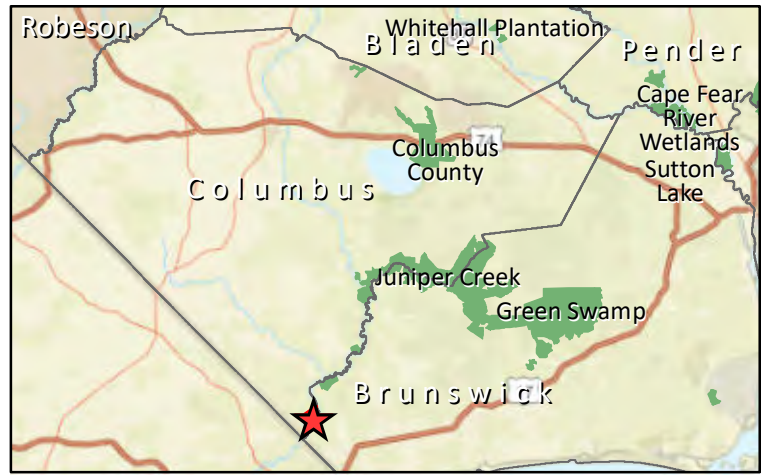 Whitehall Plantation
Robeson
Bladen
Pender
Cape Fear
River
Wetlands
74
Columbus
County
Sutton
Lake
Columbus
Juniper Creek
Green Swamp
Brunswick